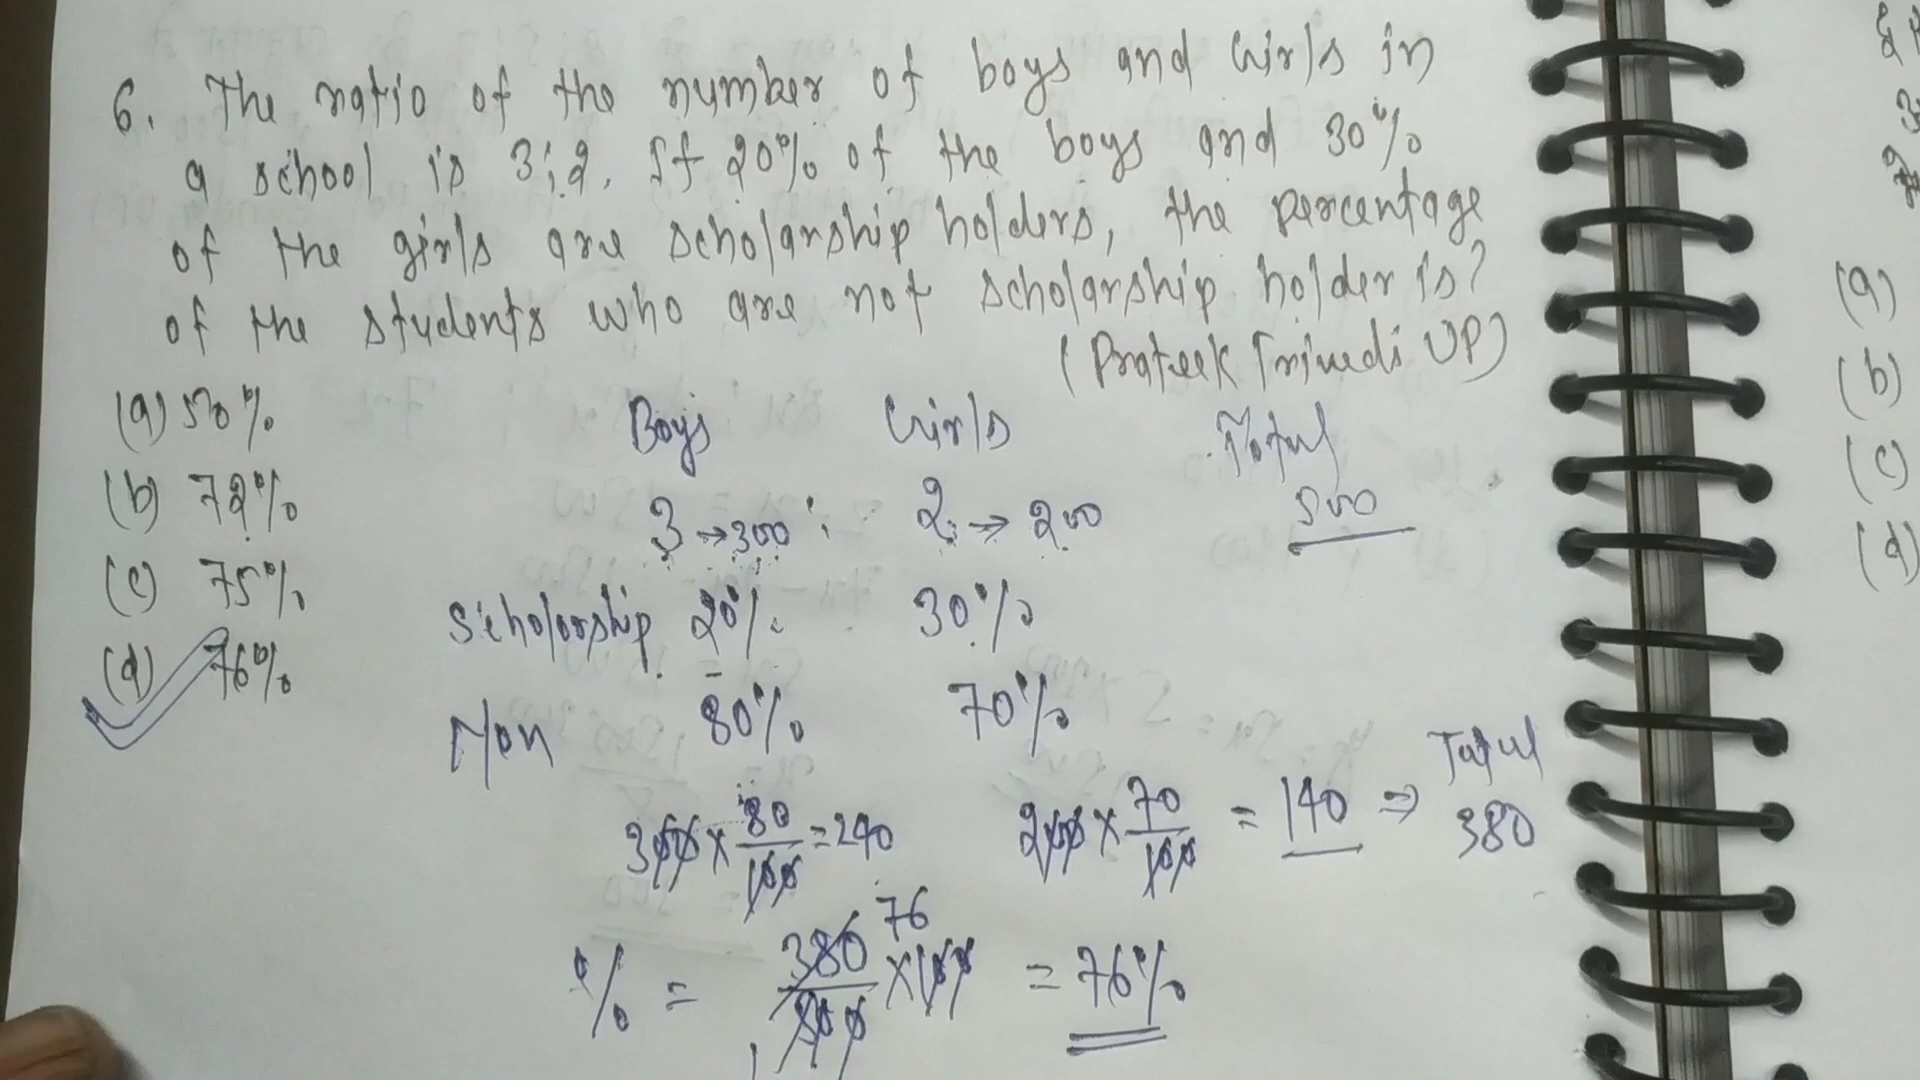 6. The ratio of the number of boys and Girls in
a school is 3:2. If 20% of the boys and 30%
of the girls are scholarship holders, the percentage
of the students who are not scholarship holder is?
(Prateek Trivedi UP)
(a) 50%
(b) 72%
(c) 75%
(d) 76%
Boys Girls Total
3→300 : 2→200 500
Scholorship 20% 30%
Non 80% 70%
300×80/100=240 200×70/100 = 140 ⇒ Total 380
% = 380/500 ×100 = 76%
76
1
(a)
(b)
(c)
(d)